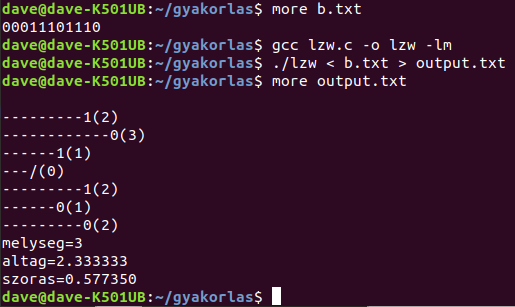 dave@dave-K501UB:~/gyakorlas$ more b.txt
00011101110
dave@dave-K501UB:~/gyakorlas$ gcc lzw.c -o lzw -lm
dave@dave-K501UB:~/gyakorlas$ ./lzw < b.txt > output.txt
dave@dave-K501UB:~/gyakorlas$ more output.txt
---------1(2)
------------0(3)
------1(1)
---/(0)
---------1(2)
------0(1)
---------0(2)
melyseg=3
altag=2.333333
szoras=0.577350
dave@dave-K501UB:~/gyakorlas$